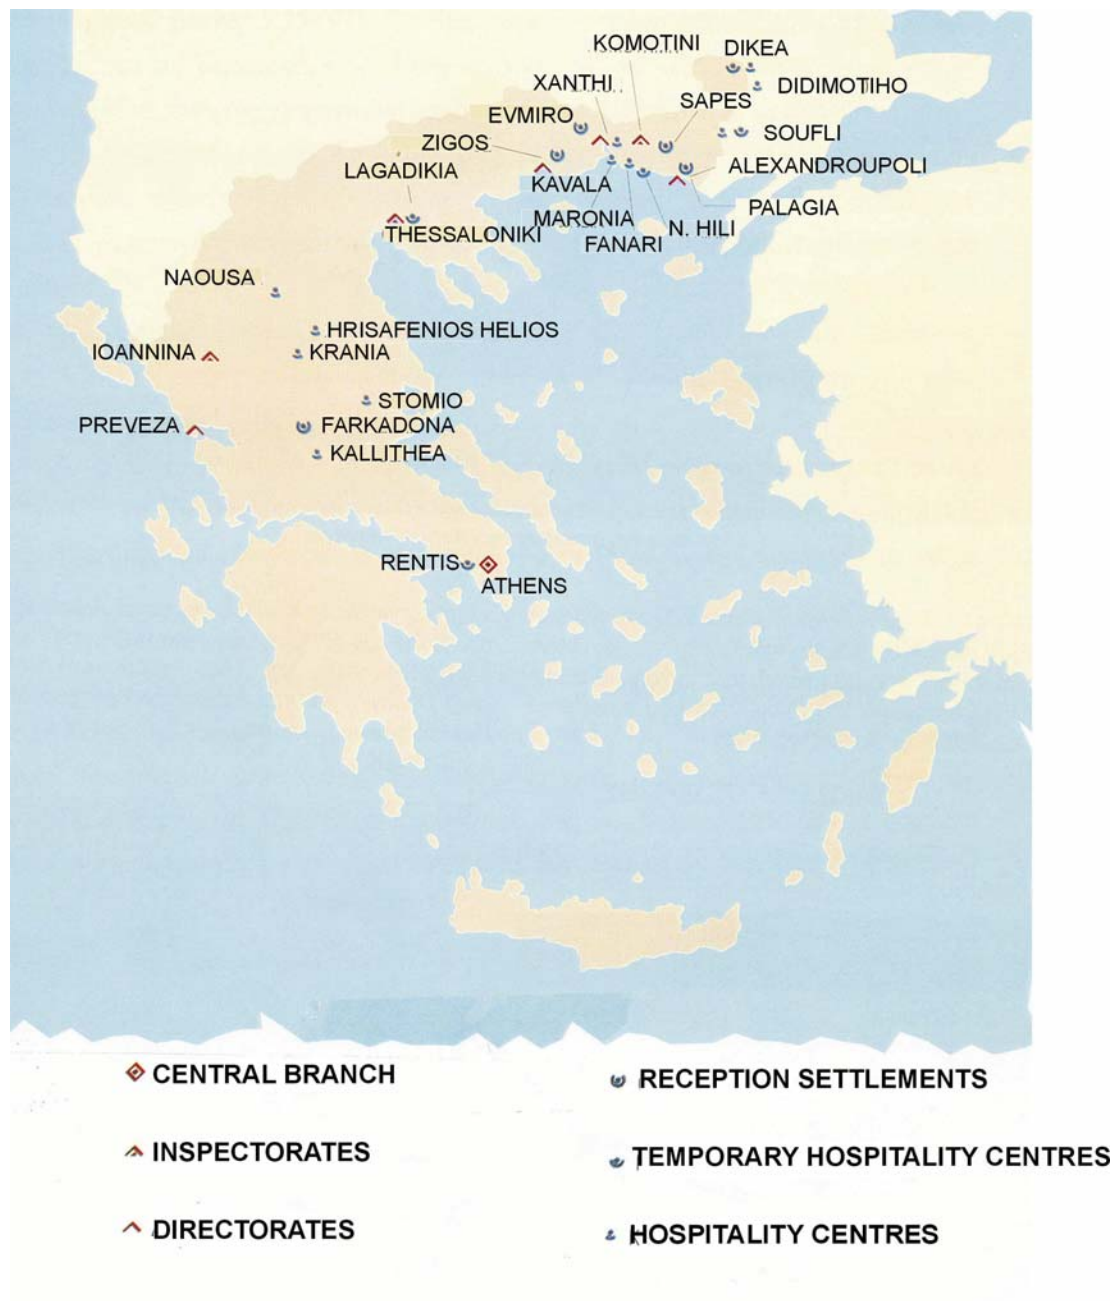 KOMOTINI
DIKEA
XANTHI
DIDIMOTIHO
SAPES
EVMIRO
SOUFLI
ZIGOS
ALEXANDROUPOLI
LAGADIKIA
KAVALA
PALAGIA
MARONIA
N. HILI
THESSALONIKI
FANARI
NAOUSA
HRISAFENIOS HELIOS
IOANNINA
KRANIA
STOMIO
PREVEZA
FARKADONA
KALLITHEA
RENTIS
ATHENS
CENTRAL BRANCH
RECEPTION SETTLEMENTS
INSPECTORATES
TEMPORARY HOSPITALITY CENTRES
DIRECTORATES
HOSPITALITY CENTRES